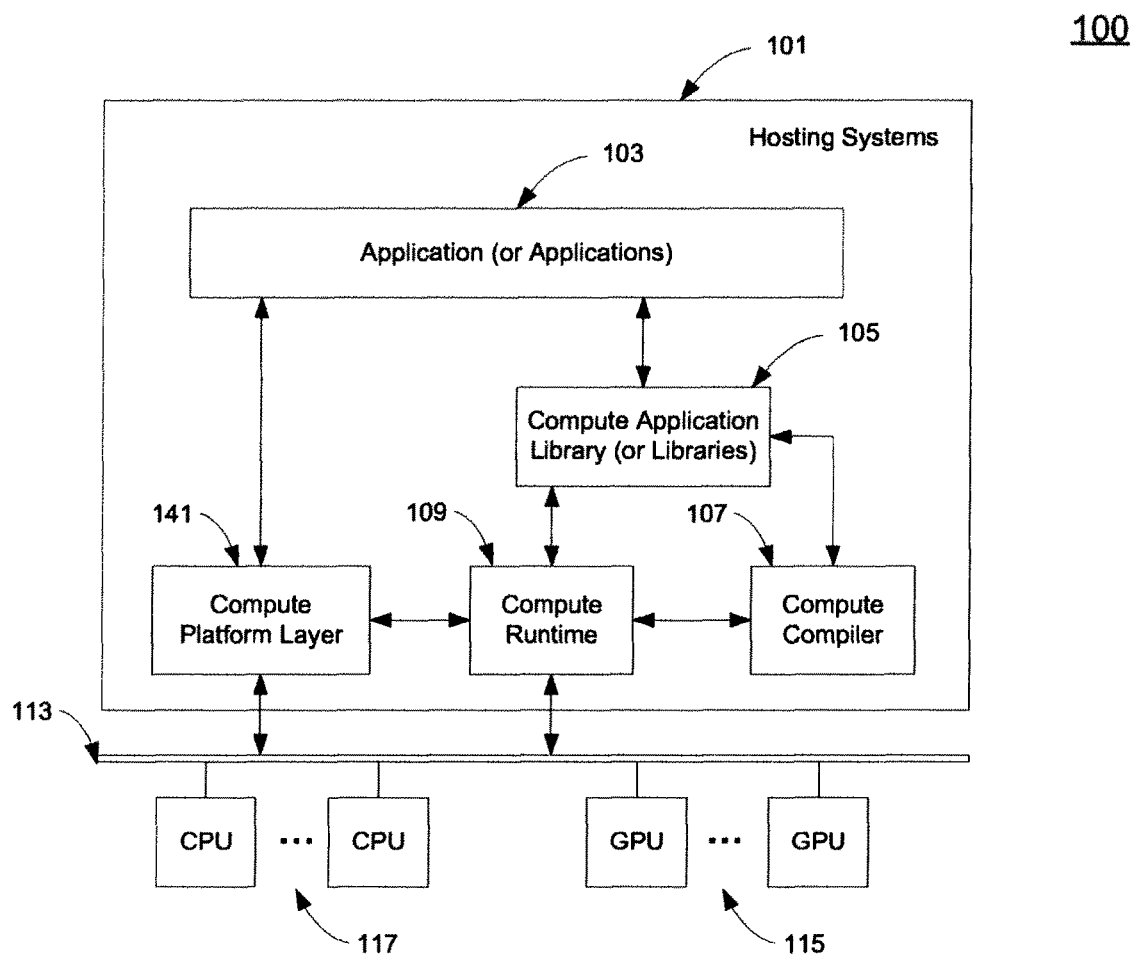 100
101
Hosting Systems
103
Application (or Applications)
105
Compute Application
Library (or Libraries)
141
109
107
Compute
Platform Layer
Compute
Runtime
Compute
Compiler
113
CPU ... CPU
GPU ... GPU
117
115